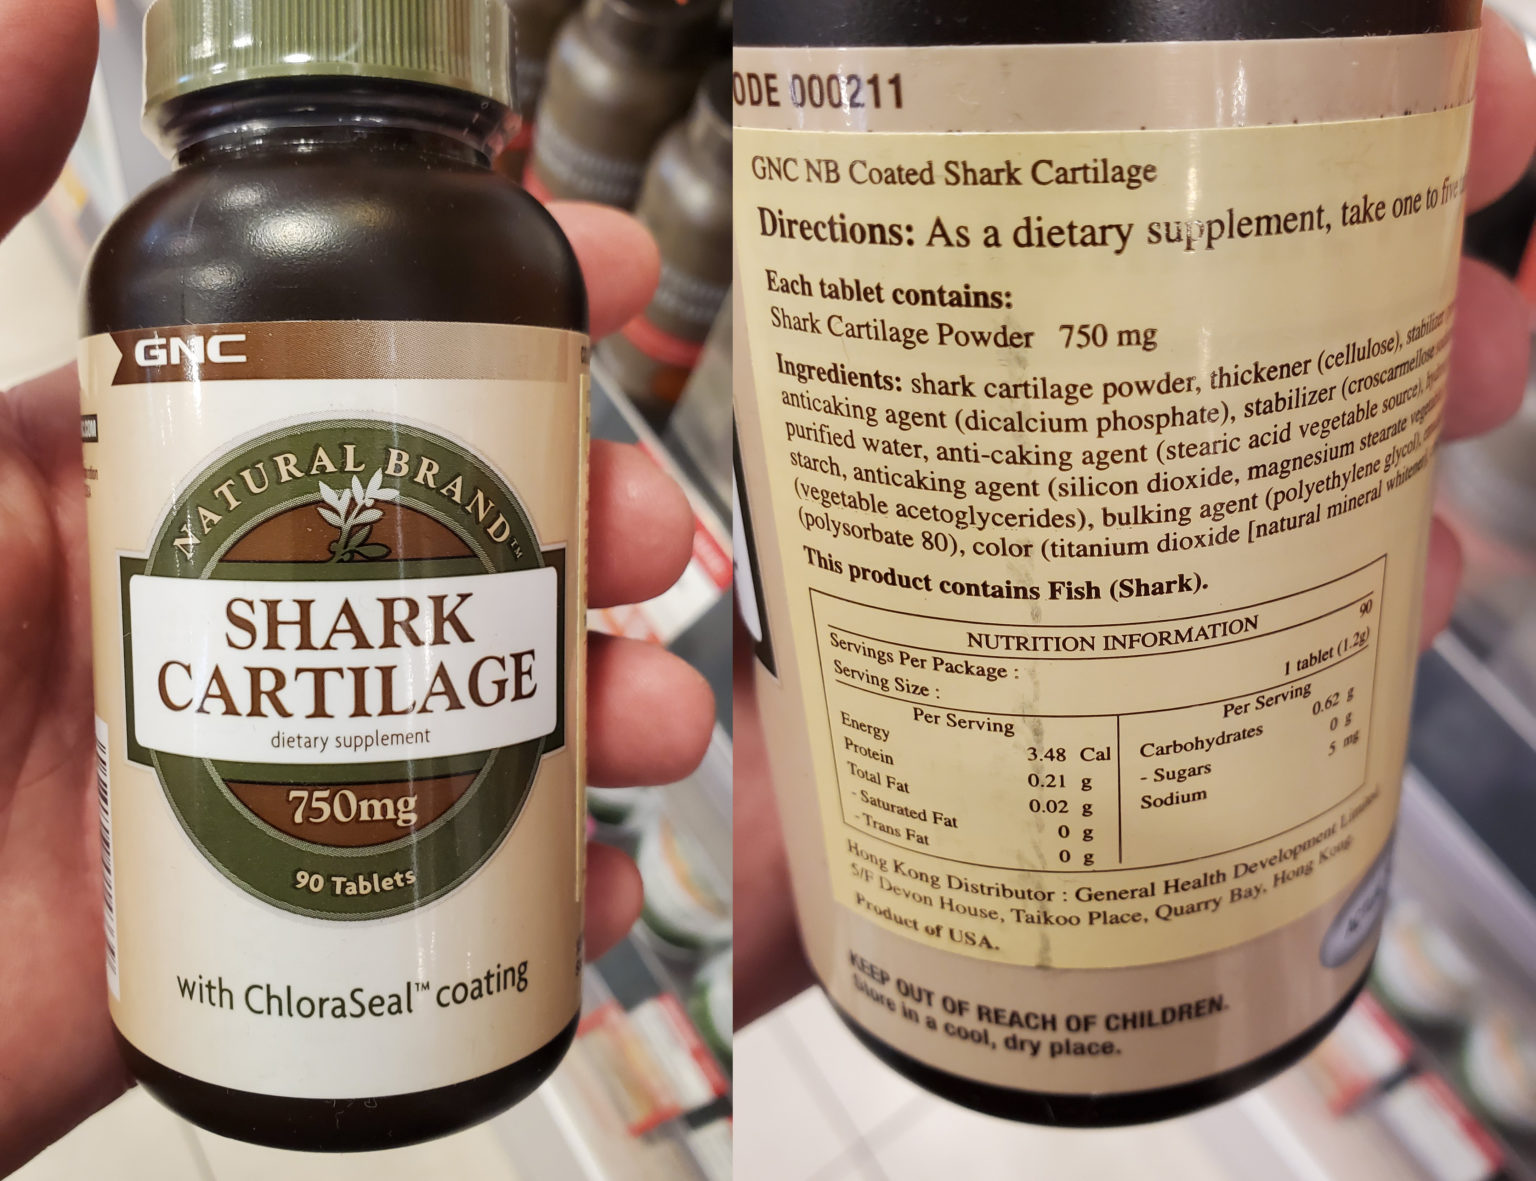 GNC
NATURAL BRAND™
SHARK
CARTILAGE
dietary supplement
750mg
90 Tablets
with ChloraSeal™ coating
ODE 000211
GNC NB Coated Shark Cartilage
Directions: As a dietary supplement, take one to five
Each tablet contains:
Shark Cartilage Powder 750 mg
Ingredients: shark cartilage powder, thickener (cellulose), stabilizer
anticaking agent (dicalcium phosphate), stabilizer (croscarmellose
purified water, anti-caking agent (stearic acid vegetable source),
starch, anticaking agent (silicon dioxide, magnesium stearate
(vegetable acetoglycerides), bulking agent (polyethylene glycol),
(polysorbate 80), color (titanium dioxide [natural mineral
This product contains Fish (Shark).
NUTRITION INFORMATION
Servings Per Package : 90
Serving Size : 1 tablet (1.2g)
Per Serving Per Serving
Energy 3.48 Cal Carbohydrates 0.62 g
Protein 0.21 g - Sugars 0 g
Total Fat 0.02 g Sodium 5 mg
- Saturated Fat 0 g
- Trans Fat 0 g
Hong Kong Distributor : General Health Development Limited
5/F Devon House, Taikoo Place, Quarry Bay, Hong Kong
Product of USA.
KEEP OUT OF REACH OF CHILDREN.
Store in a cool, dry place.